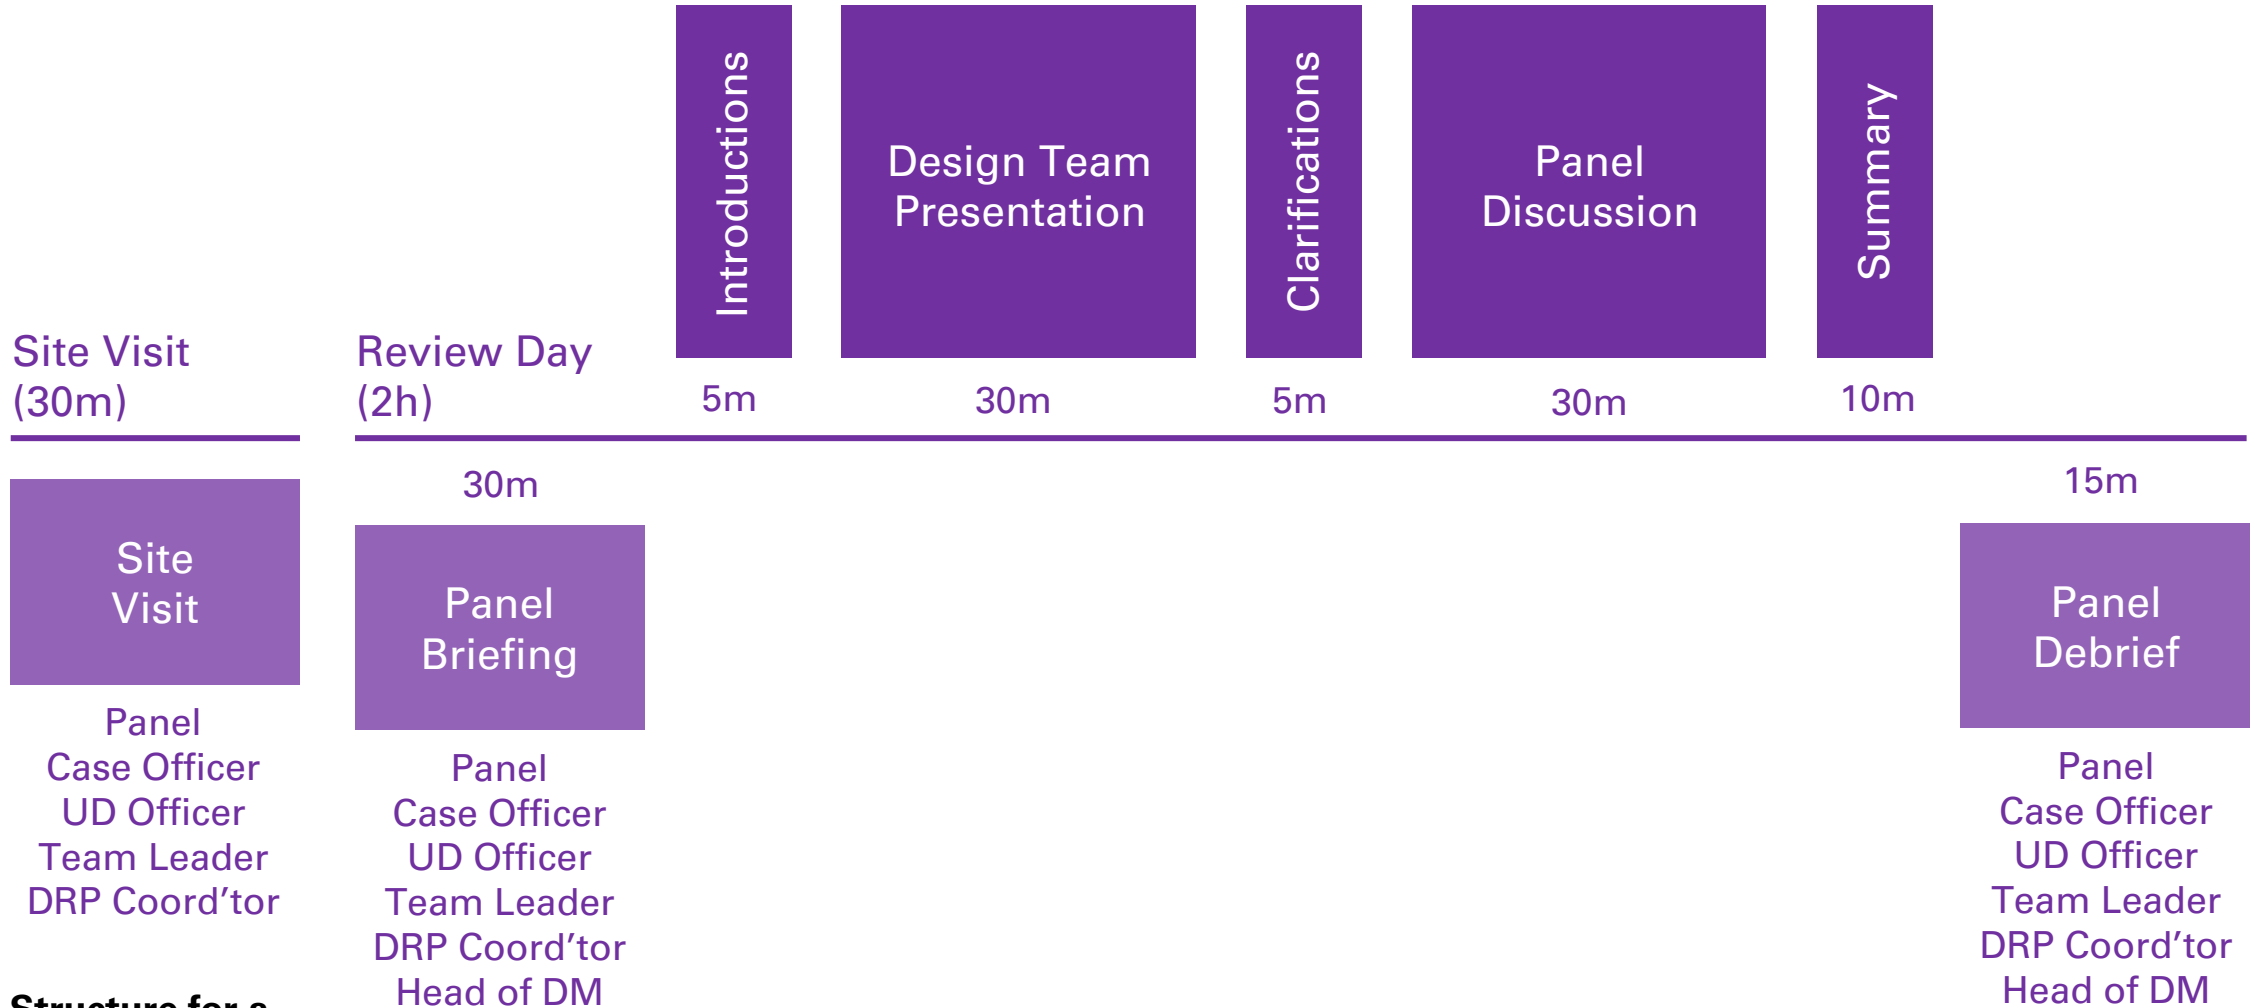 Introductions
Design Team
Presentation
Clarifications
Panel
Discussion
Summary
Site Visit
(30m)
Review Day
(2h)
5m
30m
5m
30m
10m
Site
Visit
Panel
Case Officer
UD Officer
Team Leader
DRP Coord'tor
30m
Panel
Briefing
Panel
Case Officer
UD Officer
Team Leader
DRP Coord'tor
Head of DM
15m
Panel
Debrief
Panel
Case Officer
UD Officer
Team Leader
DRP Coord'tor
Head of DM
Structure for a